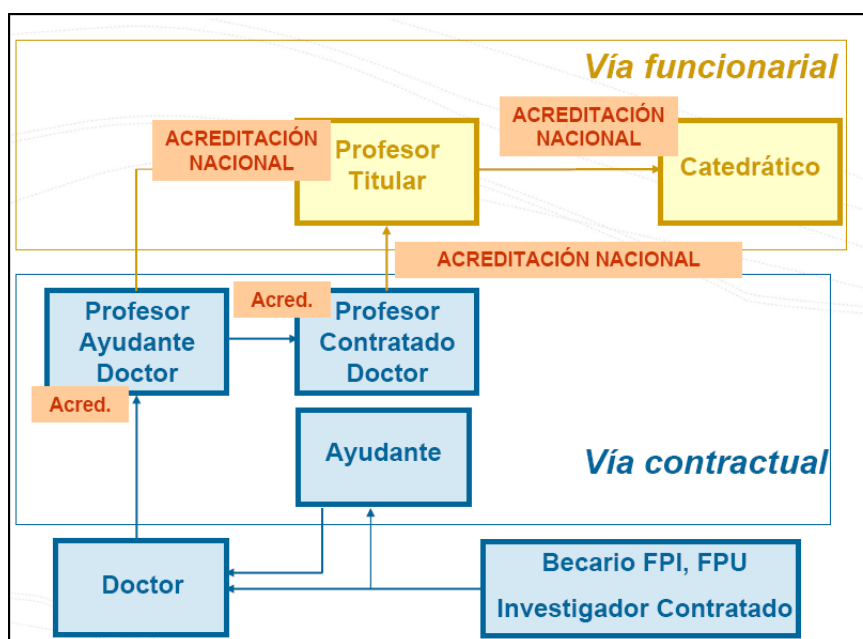 Vía funcionarial
ACREDITACIÓN
NACIONAL
Profesor
Titular
ACREDITACIÓN
NACIONAL
Catedrático
ACREDITACIÓN NACIONAL
Profesor
Ayudante
Doctor
Acred.
Acred.
Profesor
Contratado
Doctor
Ayudante
Vía contractual
Doctor
Becario FPI, FPU
Investigador Contratado